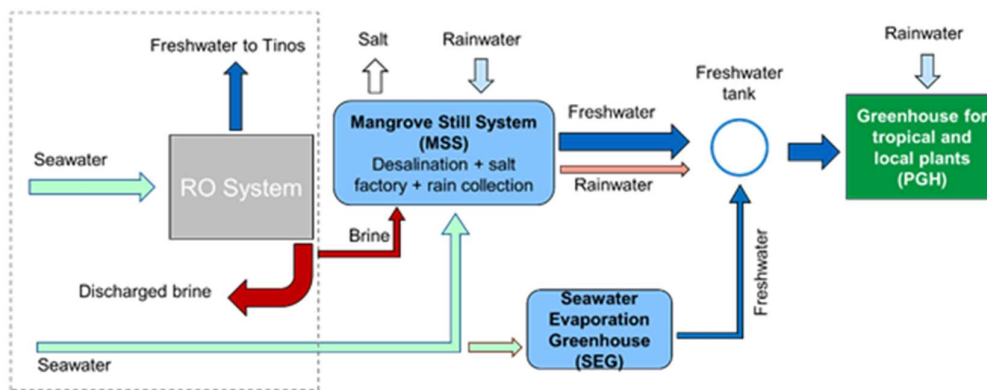 Freshwater to Tinos
Salt
Rainwater
Rainwater
Freshwater
tank
Seawater
RO System
Mangrove Still System
(MSS)
Desalination + salt
factory + rain collection
Freshwater
Rainwater
Greenhouse for
tropical and
local plants
(PGH)
Brine
Discharged brine
Seawater
Evaporation
Greenhouse
(SEG)
Freshwater
Seawater